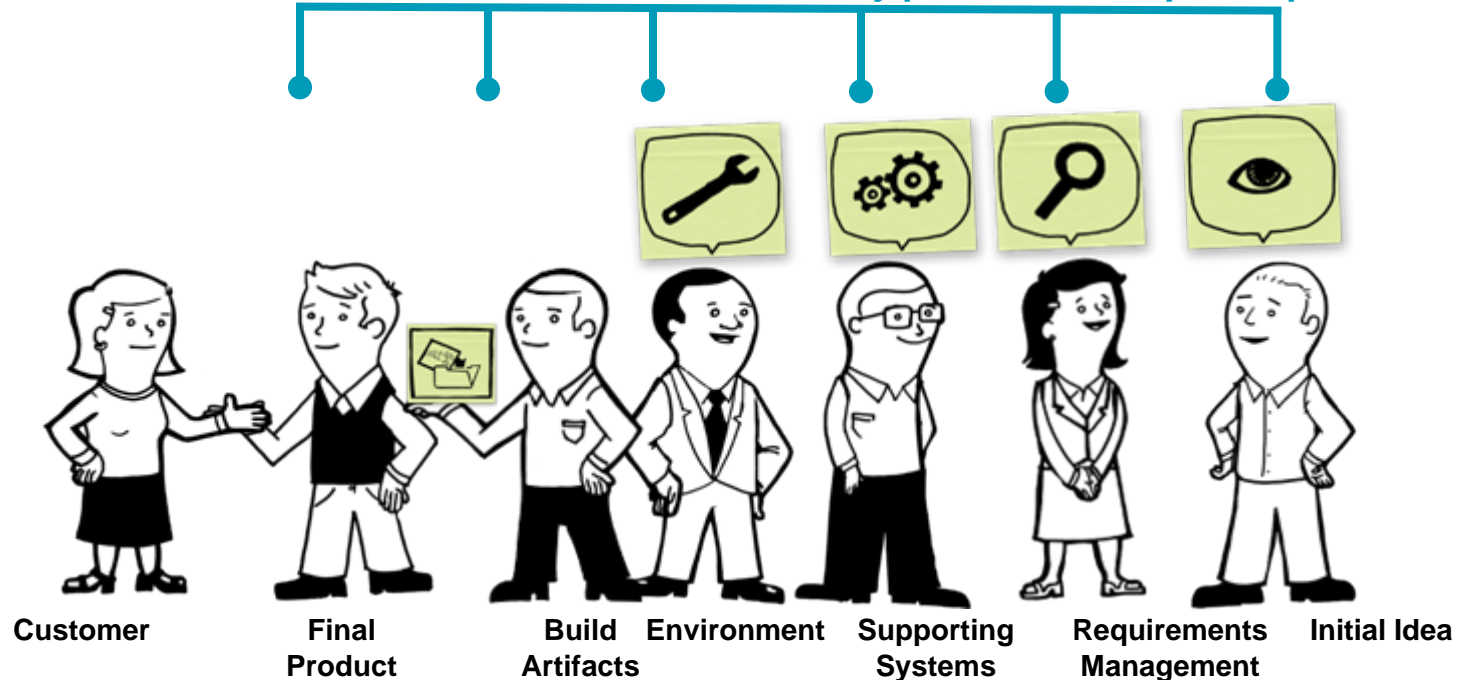 Customer
Final
Product
Build
Artifacts
Environment
Supporting
Systems
Requirements
Management
Initial Idea